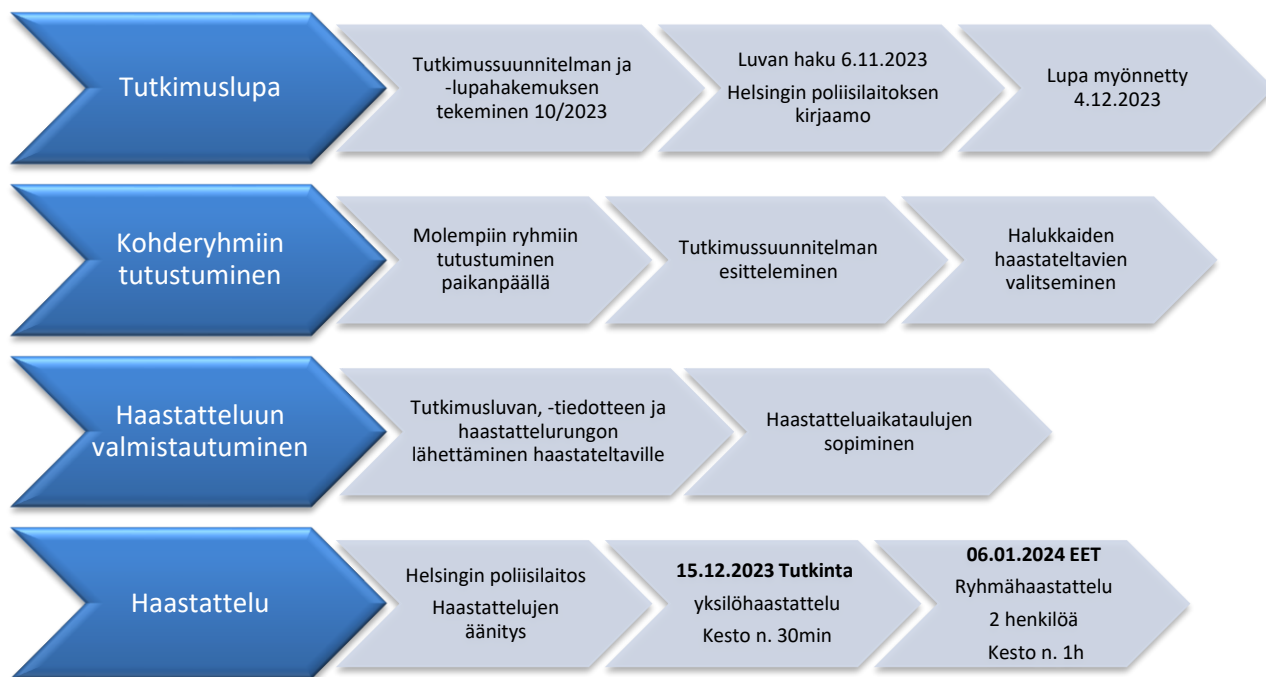 Tutkimuslupa
Tutkimussuunnitelman ja
-lupahakemuksen
tekeminen 10/2023
Luvan haku 6.11.2023
Helsingin poliisilaitoksen
kirjaamo
Lupa myönnetty
4.12.2023
Kohderyhmiin
tutustuminen
Molempiin ryhmiin
tutustuminen
paikanpäällä
Tutkimussuunnitelman
esitteleminen
Halukkaiden
haastateltavien
valitseminen
Haastatteluun
valmistautuminen
Tutkimusluvan, -tiedotteen ja
haastattelurungon
lähettäminen haastateltaville
Haastatteluaikataulujen
sopiminen
Haastattelu
Helsingin poliisilaitos
Haastattelujen
äänitys
15.12.2023 Tutkinta
yksilöhaastattelu
Kesto n. 30min
06.01.2024 EET
Ryhmähaastattelu
2 henkilöä
Kesto n. 1h